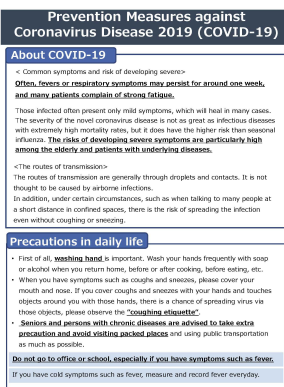 Prevention Measures against
Coronavirus Disease 2019 (COVID-19)
About COVID-19
< Common symptoms and risk of developing severe>
Often, fevers or respiratory symptoms may persist for around one week,
and many patients complain of strong fatigue.
Those infected often present only mild symptoms, which will heal in many cases.
The severity of the novel coronavirus disease is not as great as infectious diseases
with extremely high mortality rates, but it does have the higher risk than seasonal
influenza. The risks of developing severe symptoms are particularly high
among the elderly and patients with underlying diseases.
<The routes of transmission>
The routes of transmission are generally through droplets and contacts. It is not
thought to be caused by airborne infections.
In addition, under certain circumstances, such as when talking to many people at
a short distance in confined spaces, there is the risk of spreading the infection
even without coughing or sneezing.
Precautions in daily life
• First of all, washing hand is important. Wash your hands frequently with soap
or alcohol when you return home, before or after cooking, before eating, etc.
• When you have symptoms such as coughs and sneezes, please cover your
mouth and nose. If you cover coughs and sneezes with your hands and touches
objects around you with those hands, there is a chance of spreading virus via
those objects, please observe the "coughing etiquette".
• Seniors and persons with chronic diseases are advised to take extra
precaution and avoid visiting packed places and using public transportation
as much as possible.
Do not go to office or school, especially if you have symptoms such as fever.
If you have cold symptoms such as fever, measure and record fever everyday.